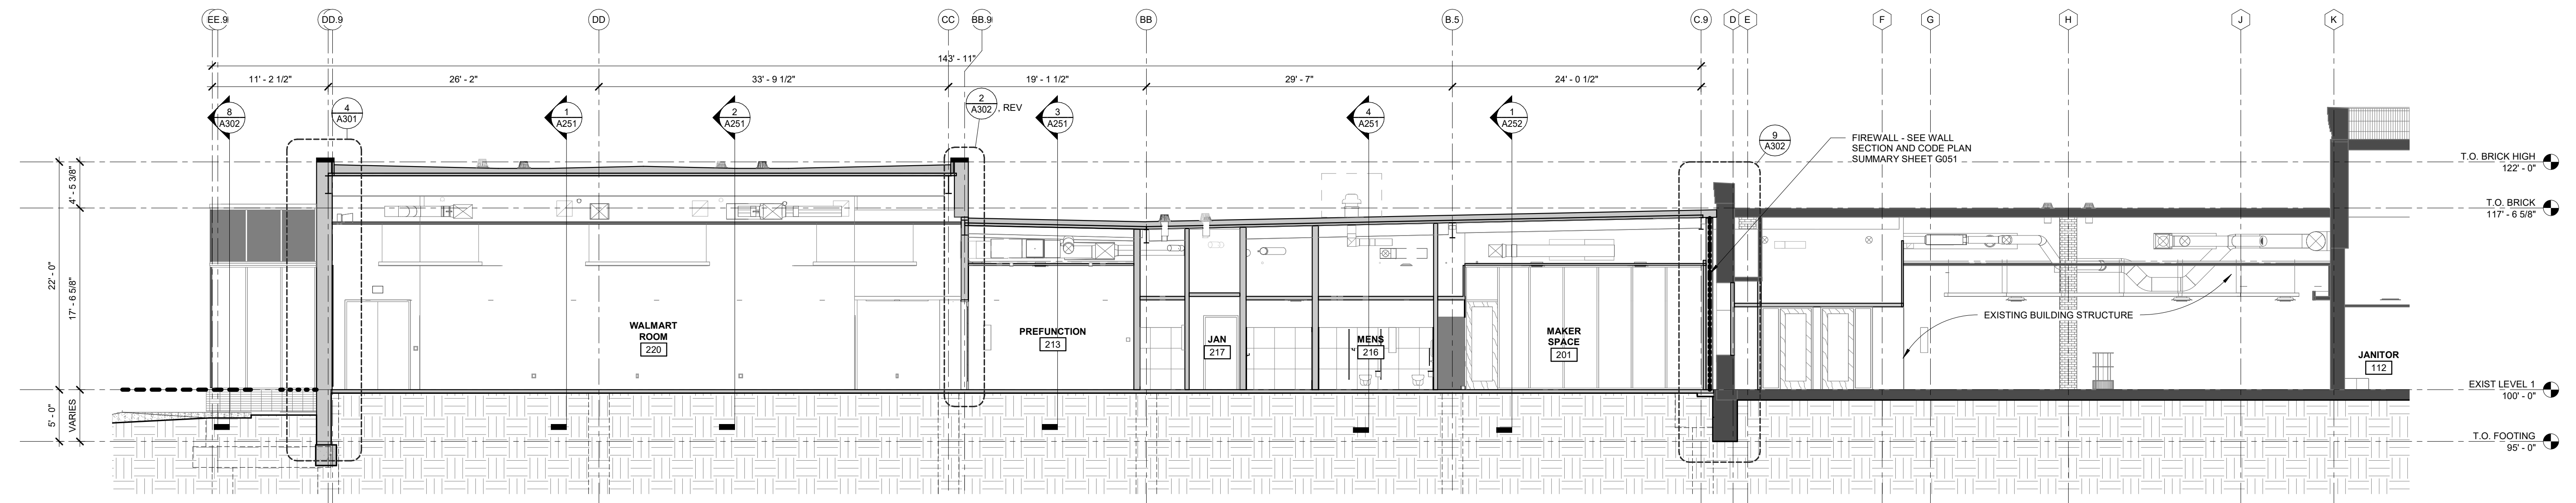 EE.9
DD.9
DD
CC
BB.9
BB
B.5
C.9
D
E
F
G
H
J
K
143' - 11"
11' - 2 1/2"
26' - 2"
33' - 9 1/2"
19' - 1 1/2"
29' - 7"
24' - 0 1/2"
8
A302
4
A301
1
A251
2
A251
2
A302 , REV
3
A251
4
A251
1
A252
9
A302
FIREWALL - SEE WALL
SECTION AND CODE PLAN
SUMMARY SHEET G051
T.O. BRICK HIGH
122' - 0"
T.O. BRICK
117' - 6 5/8"
EXIST LEVEL 1
100' - 0"
T.O. FOOTING
95' - 0"
4' - 5 3/8"
22' - 0"
17' - 6 5/8"
5' - 0"
VARIES
WALMART
ROOM
220
PREFUNCTION
213
JAN
217
MENS
216
MAKER
SPACE
201
EXISTING BUILDING STRUCTURE
JANITOR
112